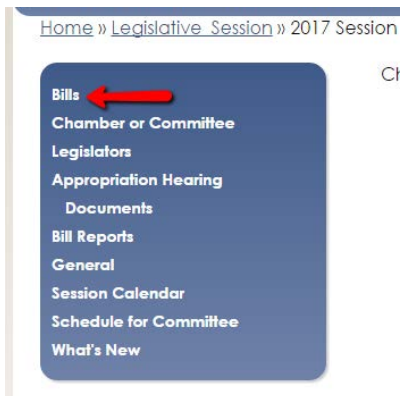 Home » Legislative Session » 2017 Session
Ch
Bills
Chamber or Committee
Legislators
Appropriation Hearing
Documents
Bill Reports
General
Session Calendar
Schedule for Committee
What's New